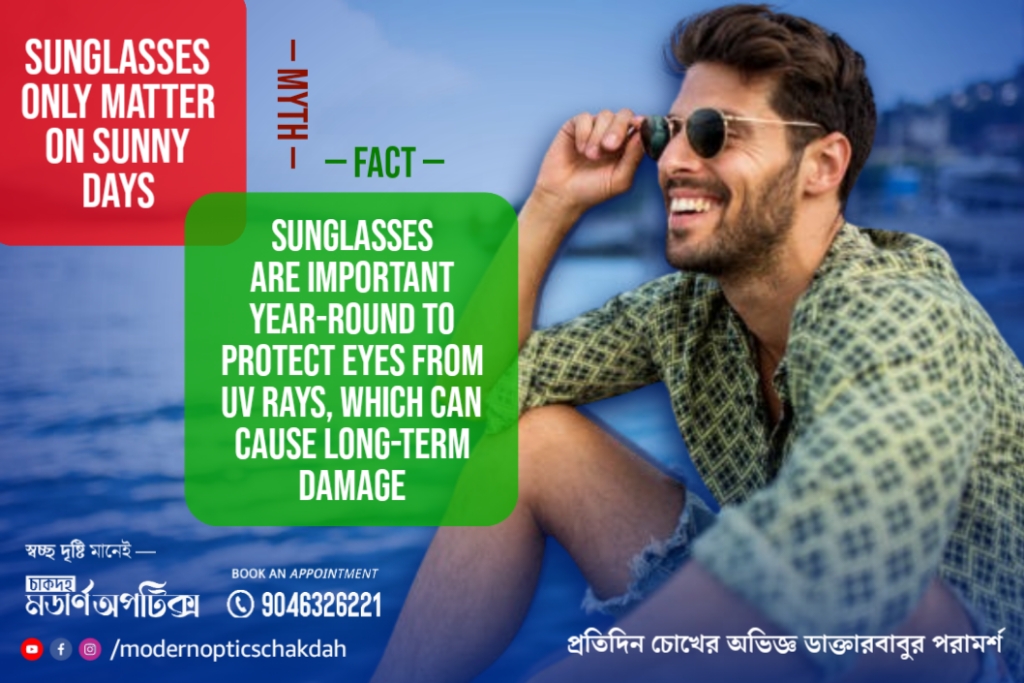 SUNGLASSES
ONLY MATTER
ON SUNNY
DAYS
— MYTH —
— FACT —
SUNGLASSES
ARE IMPORTANT
YEAR-ROUND TO
PROTECT EYES FROM
UV RAYS, WHICH CAN
CAUSE LONG-TERM
DAMAGE
স্বচ্ছ দৃষ্টি মানেই —
চাকদহ
মডার্ণ অপটিক্স
BOOK AN APPOINTMENT
9046326221
/modernopticschakdah
প্রতিদিন চোখের অভিজ্ঞ ডাক্তারবাবুর পরামর্শ